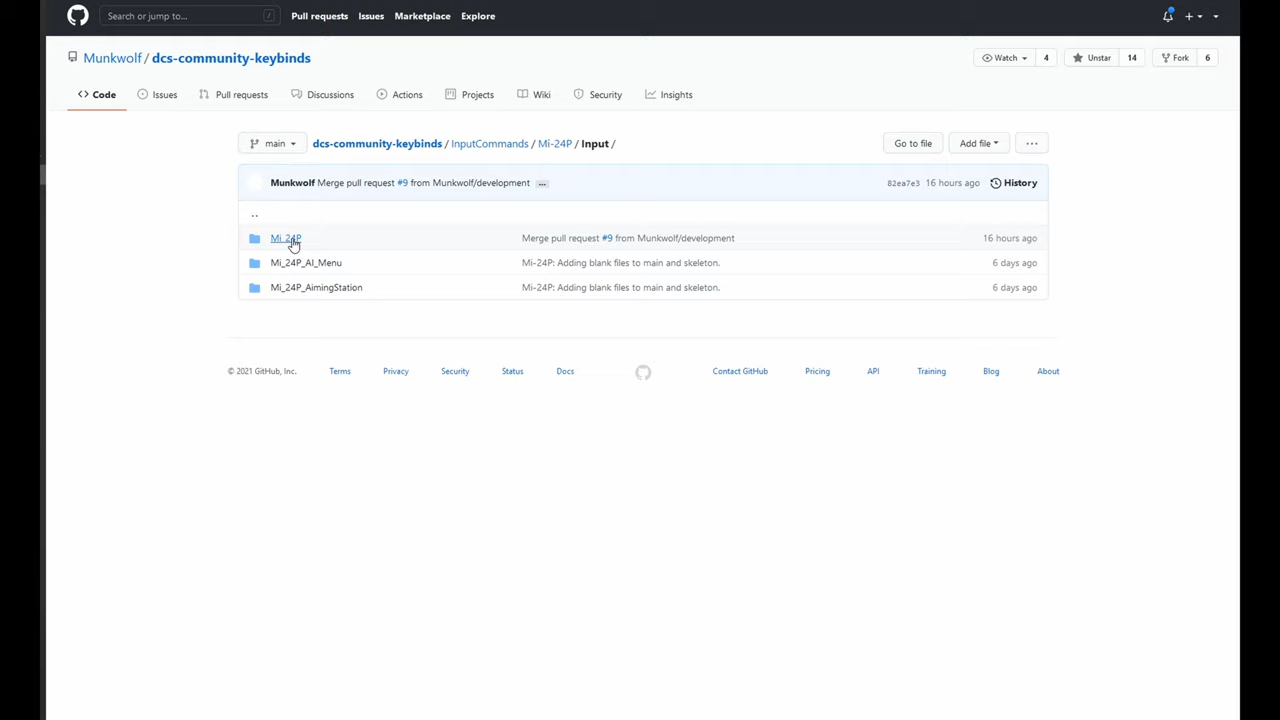 Search or jump to... / Pull requests Issues Marketplace Explore
Munkwolf / dcs-community-keybinds Watch 4 Unstar 14 Fork 6
Code Issues Pull requests Discussions Actions Projects Wiki Security Insights
main dcs-community-keybinds / InputCommands / Mi-24P / Input / Go to file Add file ...
Munkwolf Merge pull request #9 from Munkwolf/development ... 82ea7e3 16 hours ago History
..
Mi_24P Merge pull request #9 from Munkwolf/development 16 hours ago
Mi_24P_AI_Menu Mi-24P: Adding blank files to main and skeleton. 6 days ago
Mi_24P_AimingStation Mi-24P: Adding blank files to main and skeleton. 6 days ago
© 2021 GitHub, Inc. Terms Privacy Security Status Docs Contact GitHub Pricing API Training Blog About